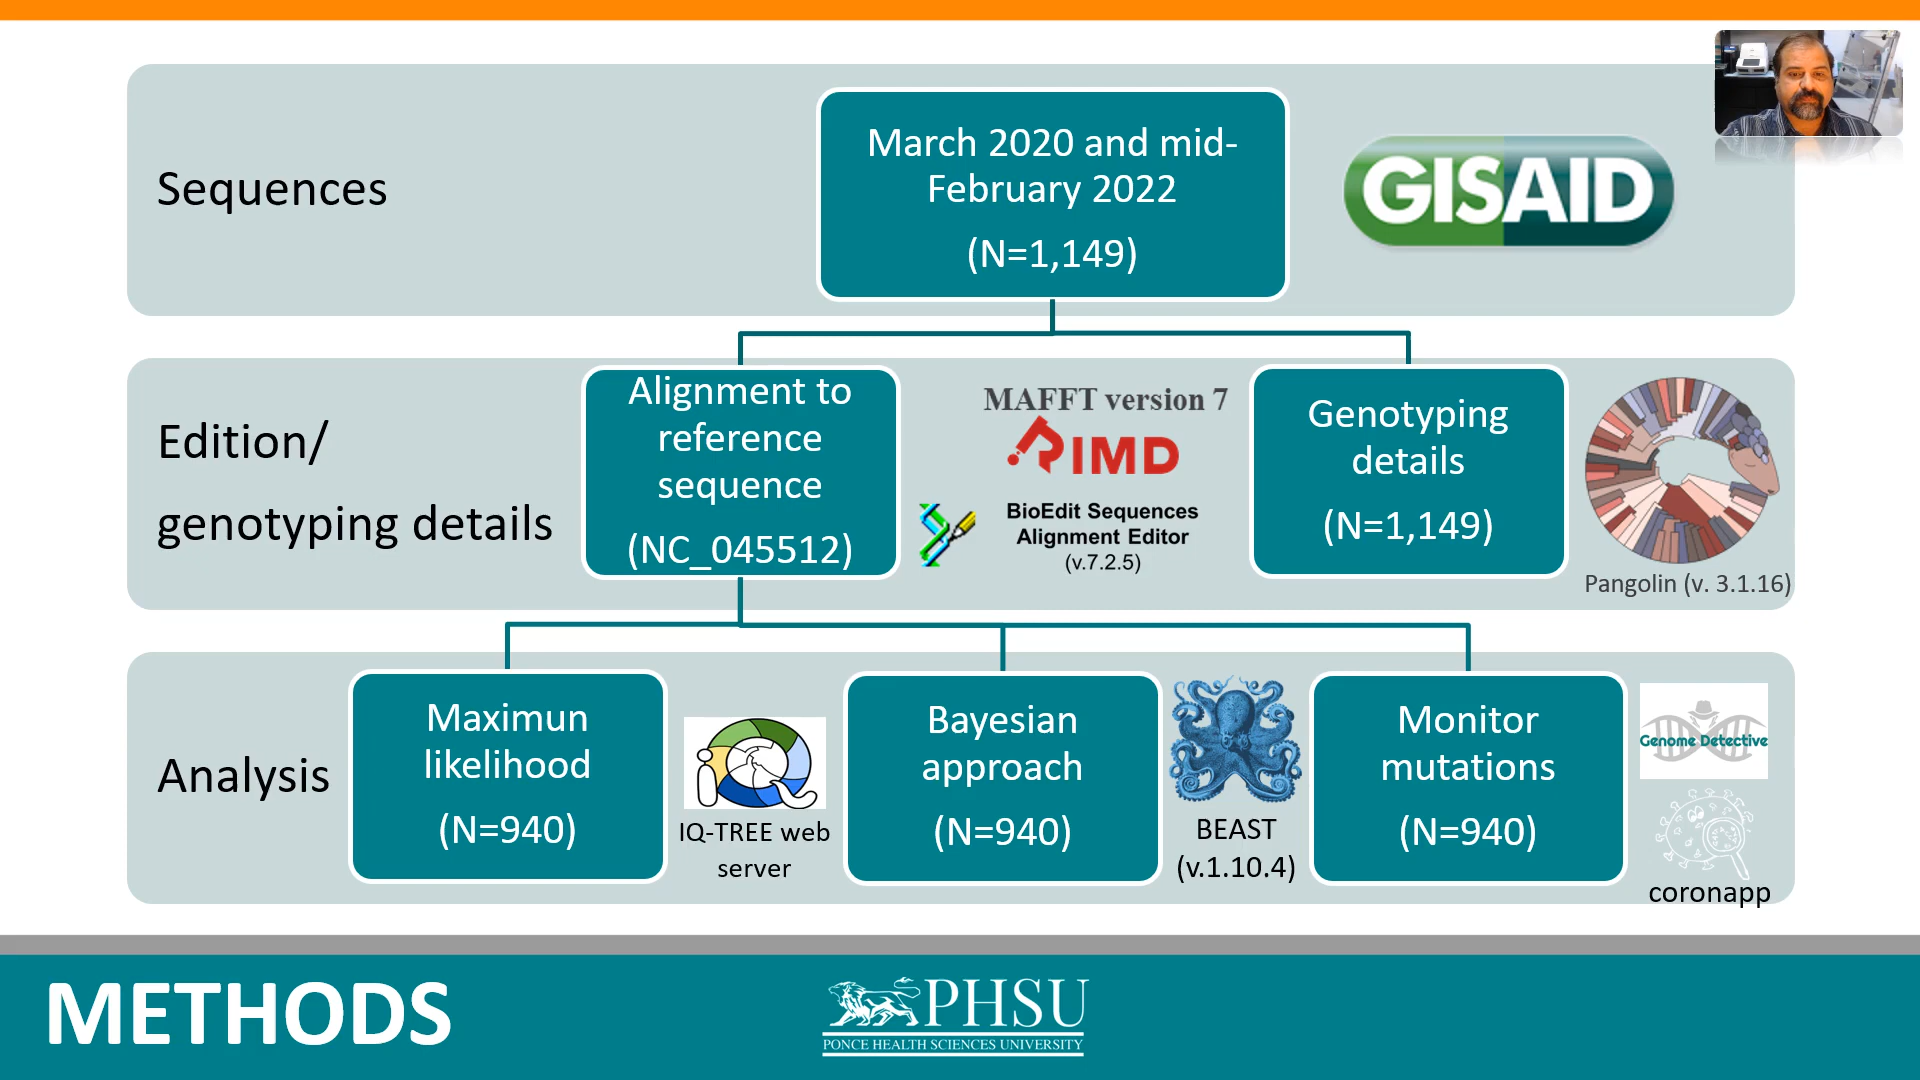 Sequences
March 2020 and mid-
February 2022
(N=1,149)
GISAID
Edition/
genotyping details
Alignment to
reference
sequence
(NC_045512)
MAFFT version 7
RIMD
BioEdit Sequences
Alignment Editor
(v.7.2.5)
Genotyping
details
(N=1,149)
Pangolin (v. 3.1.16)
Analysis
Maximun
likelihood
(N=940)
IQ-TREE web
server
Bayesian
approach
(N=940)
BEAST
(v.1.10.4)
Monitor
mutations
(N=940)
Genome Detective
coronapp
METHODS
PHSU
PONCE HEALTH SCIENCES UNIVERSITY